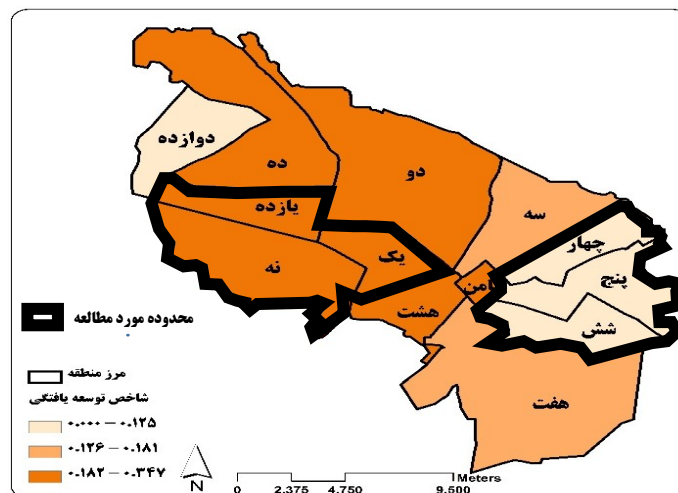 دوازده
ده
دو
سه
یازده
چهار
یک
نه
پنج
ثامن
هشت
شش
هفت
محدوده مورد مطالعه
مرز منطقه
شاخص توسعه یافتگی
۰.۰۰۰ – ۰.۱۲۵
۰.۱۲۶ – ۰.۱۸۱
۰.۱۸۲ – ۰.۳۴۷
N
Meters
0 2.375 4.750 9.500